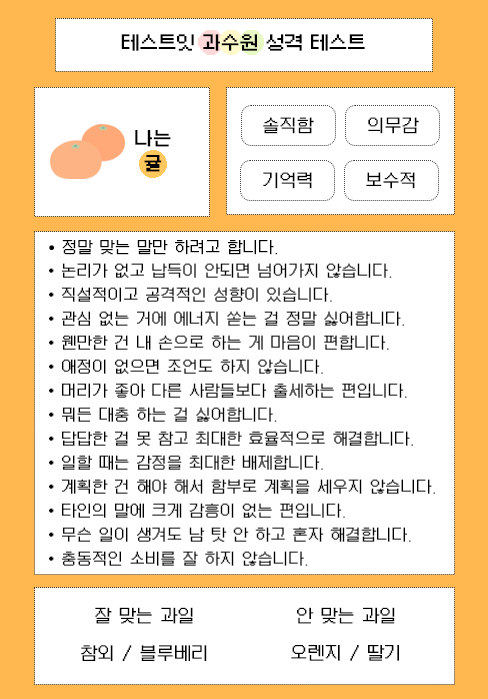 테스트잇 과수원 성격 테스트
나는
귤
솔직함
의무감
기억력
보수적
• 정말 맞는 말만 하려고 합니다.
• 논리가 없고 납득이 안되면 넘어가지 않습니다.
• 직설적이고 공격적인 성향이 있습니다.
• 관심 없는 거에 에너지 쏟는 걸 정말 싫어합니다.
• 웬만한 건 내 손으로 하는 게 마음이 편합니다.
• 애정이 없으면 조언도 하지 않습니다.
• 머리가 좋아 다른 사람들보다 출세하는 편입니다.
• 뭐든 대충 하는 걸 싫어합니다.
• 답답한 걸 못 참고 최대한 효율적으로 해결합니다.
• 일할 때는 감정을 최대한 배제합니다.
• 계획한 건 해야 해서 함부로 계획을 세우지 않습니다.
• 타인의 말에 크게 감흥이 없는 편입니다.
• 무슨 일이 생겨도 남 탓 안 하고 혼자 해결합니다.
• 충동적인 소비를 잘 하지 않습니다.
잘 맞는 과일
참외 / 블루베리
안 맞는 과일
오렌지 / 딸기